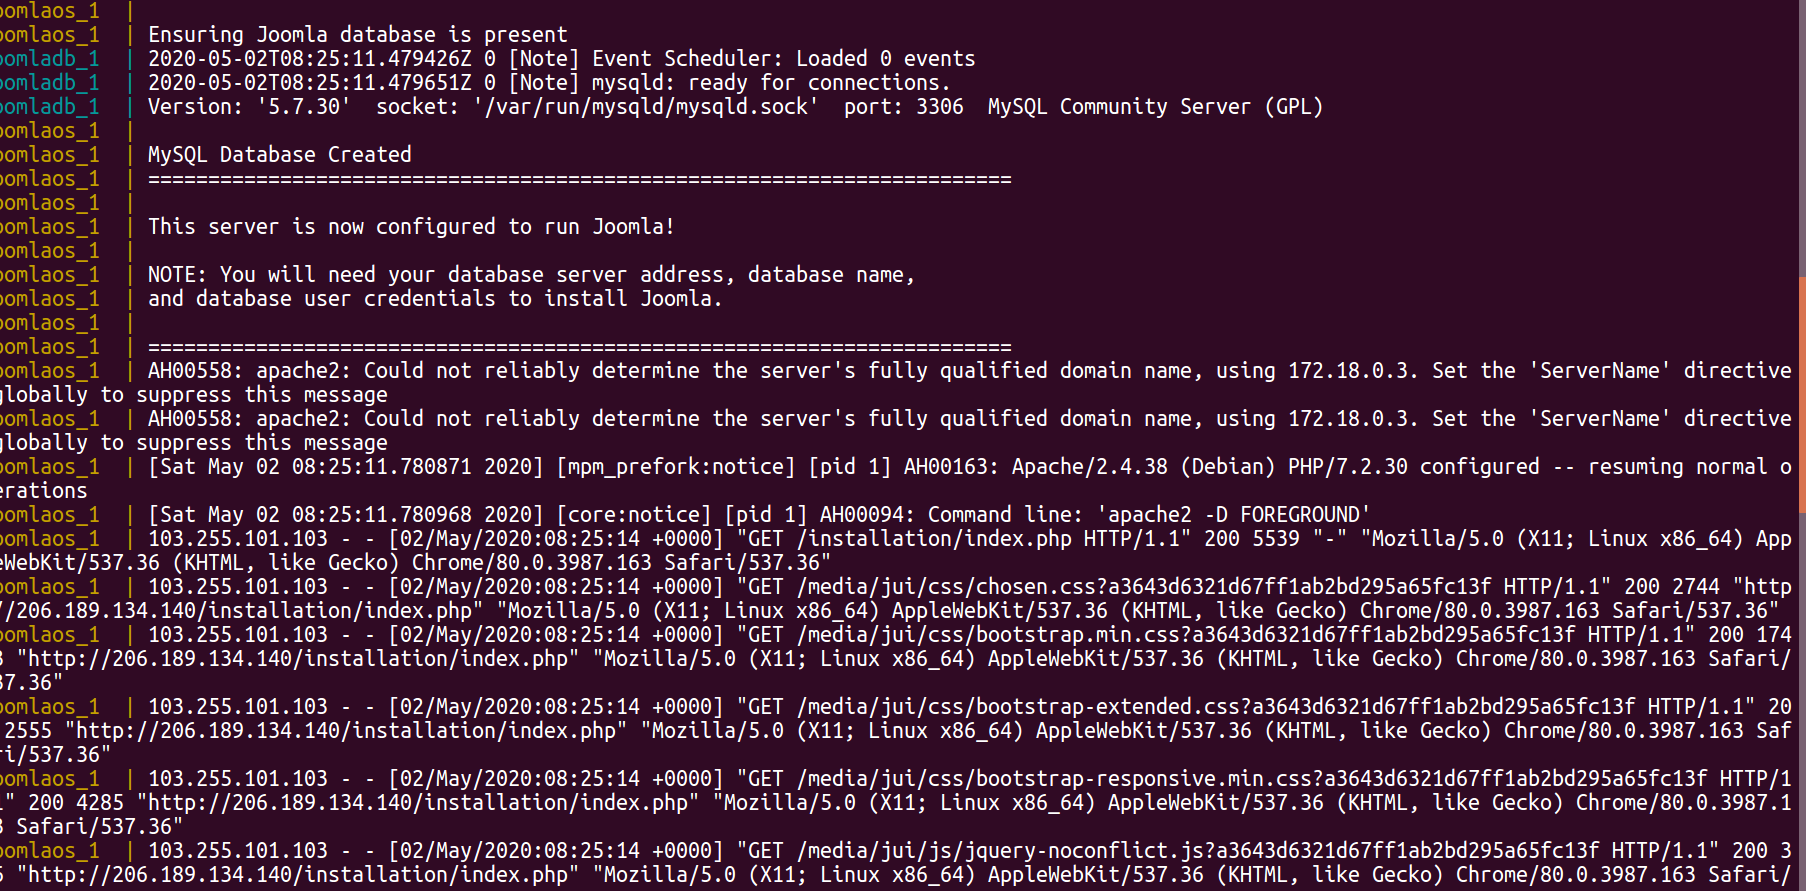 oomlaos_1 |
oomlaos_1 | Ensuring Joomla database is present
oomladb_1 | 2020-05-02T08:25:11.479426Z 0 [Note] Event Scheduler: Loaded 0 events
oomladb_1 | 2020-05-02T08:25:11.479651Z 0 [Note] mysqld: ready for connections.
oomladb_1 | Version: '5.7.30'  socket: '/var/run/mysqld/mysqld.sock'  port: 3306  MySQL Community Server (GPL)
oomlaos_1 |
oomlaos_1 | MySQL Database Created
oomlaos_1 | ========================================================================
oomlaos_1 |
oomlaos_1 | This server is now configured to run Joomla!
oomlaos_1 |
oomlaos_1 | NOTE: You will need your database server address, database name,
oomlaos_1 | and database user credentials to install Joomla.
oomlaos_1 |
oomlaos_1 | ========================================================================
oomlaos_1 | AH00558: apache2: Could not reliably determine the server's fully qualified domain name, using 172.18.0.3. Set the 'ServerName' directive
globally to suppress this message
oomlaos_1 | AH00558: apache2: Could not reliably determine the server's fully qualified domain name, using 172.18.0.3. Set the 'ServerName' directive
globally to suppress this message
oomlaos_1 | [Sat May 02 08:25:11.780871 2020] [mpm_prefork:notice] [pid 1] AH00163: Apache/2.4.38 (Debian) PHP/7.2.30 configured -- resuming normal o
erations
oomlaos_1 | [Sat May 02 08:25:11.780968 2020] [core:notice] [pid 1] AH00094: Command line: 'apache2 -D FOREGROUND'
oomlaos_1 | 103.255.101.103 - - [02/May/2020:08:25:14 +0000] "GET /installation/index.php HTTP/1.1" 200 5539 "-" "Mozilla/5.0 (X11; Linux x86_64) App
eWebKit/537.36 (KHTML, like Gecko) Chrome/80.0.3987.163 Safari/537.36"
oomlaos_1 | 103.255.101.103 - - [02/May/2020:08:25:14 +0000] "GET /media/jui/css/chosen.css?a3643d6321d67ff1ab2bd295a65fc13f HTTP/1.1" 200 2744 "http
//206.189.134.140/installation/index.php" "Mozilla/5.0 (X11; Linux x86_64) AppleWebKit/537.36 (KHTML, like Gecko) Chrome/80.0.3987.163 Safari/537.36"
oomlaos_1 | 103.255.101.103 - - [02/May/2020:08:25:14 +0000] "GET /media/jui/css/bootstrap.min.css?a3643d6321d67ff1ab2bd295a65fc13f HTTP/1.1" 200 174
3 "http://206.189.134.140/installation/index.php" "Mozilla/5.0 (X11; Linux x86_64) AppleWebKit/537.36 (KHTML, like Gecko) Chrome/80.0.3987.163 Safari/
37.36"
oomlaos_1 | 103.255.101.103 - - [02/May/2020:08:25:14 +0000] "GET /media/jui/css/bootstrap-extended.css?a3643d6321d67ff1ab2bd295a65fc13f HTTP/1.1" 20
2555 "http://206.189.134.140/installation/index.php" "Mozilla/5.0 (X11; Linux x86_64) AppleWebKit/537.36 (KHTML, like Gecko) Chrome/80.0.3987.163 Saf
ri/537.36"
oomlaos_1 | 103.255.101.103 - - [02/May/2020:08:25:14 +0000] "GET /media/jui/css/bootstrap-responsive.min.css?a3643d6321d67ff1ab2bd295a65fc13f HTTP/1
" 200 4285 "http://206.189.134.140/installation/index.php" "Mozilla/5.0 (X11; Linux x86_64) AppleWebKit/537.36 (KHTML, like Gecko) Chrome/80.0.3987.1
3 Safari/537.36"
oomlaos_1 | 103.255.101.103 - - [02/May/2020:08:25:14 +0000] "GET /media/jui/js/jquery-noconflict.js?a3643d6321d67ff1ab2bd295a65fc13f HTTP/1.1" 200 3
"http://206.189.134.140/installation/index.php" "Mozilla/5.0 (X11; Linux x86_64) AppleWebKit/537.36 (KHTML, like Gecko) Chrome/80.0.3987.163 Safari/